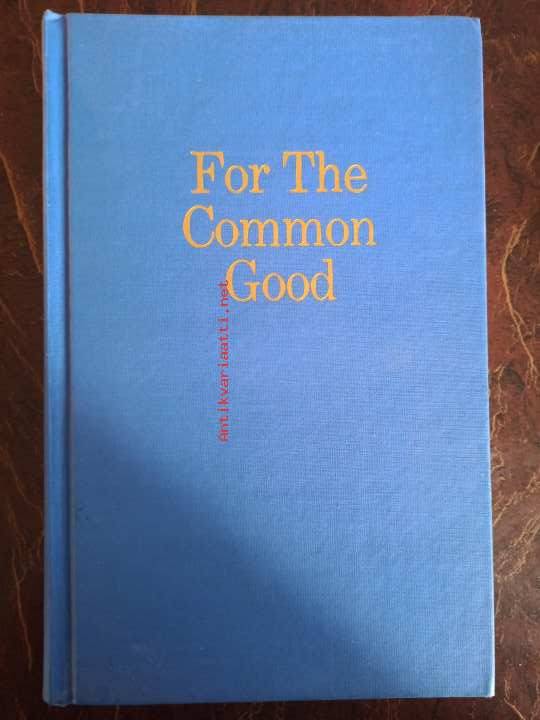 For The
Common
Good
Antikvariaatti.net